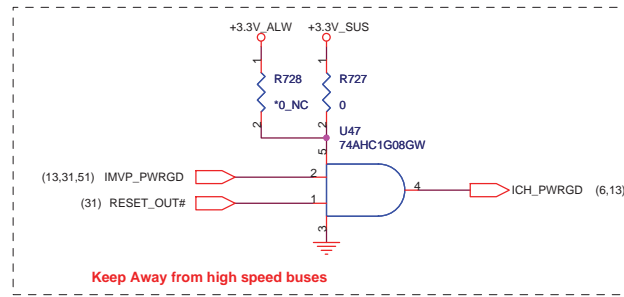 +3.3V_ALW +3.3V_SUS
1 1
R728 R727
*0_NC 0
2 2
U47
74AHC1G08GW
5
(13,31,51) IMVP_PWRGD 2
4 ICH_PWRGD (6,13)
(31) RESET_OUT# 1
3
Keep Away from high speed buses